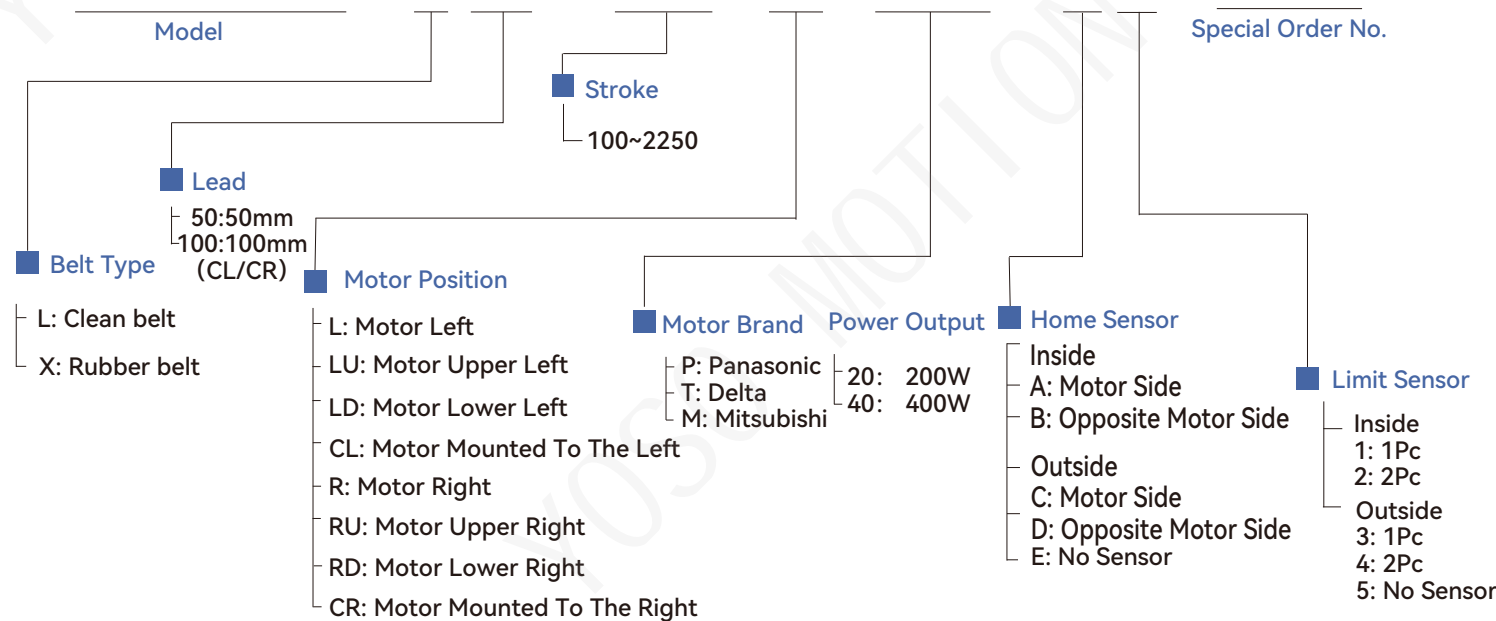 Model
Special Order No.
Stroke
100~2250
Lead
50:50mm
100:100mm
(CL/CR)
Belt Type
L: Clean belt
X: Rubber belt
Motor Position
L: Motor Left
LU: Motor Upper Left
LD: Motor Lower Left
CL: Motor Mounted To The Left
R: Motor Right
RU: Motor Upper Right
RD: Motor Lower Right
CR: Motor Mounted To The Right
Motor Brand
P: Panasonic
T: Delta
M: Mitsubishi
Power Output
20: 200W
40: 400W
Home Sensor
Inside
A: Motor Side
B: Opposite Motor Side
Outside
C: Motor Side
D: Opposite Motor Side
E: No Sensor
Limit Sensor
Inside
1: 1Pc
2: 2Pc
Outside
3: 1Pc
4: 2Pc
5: No Sensor